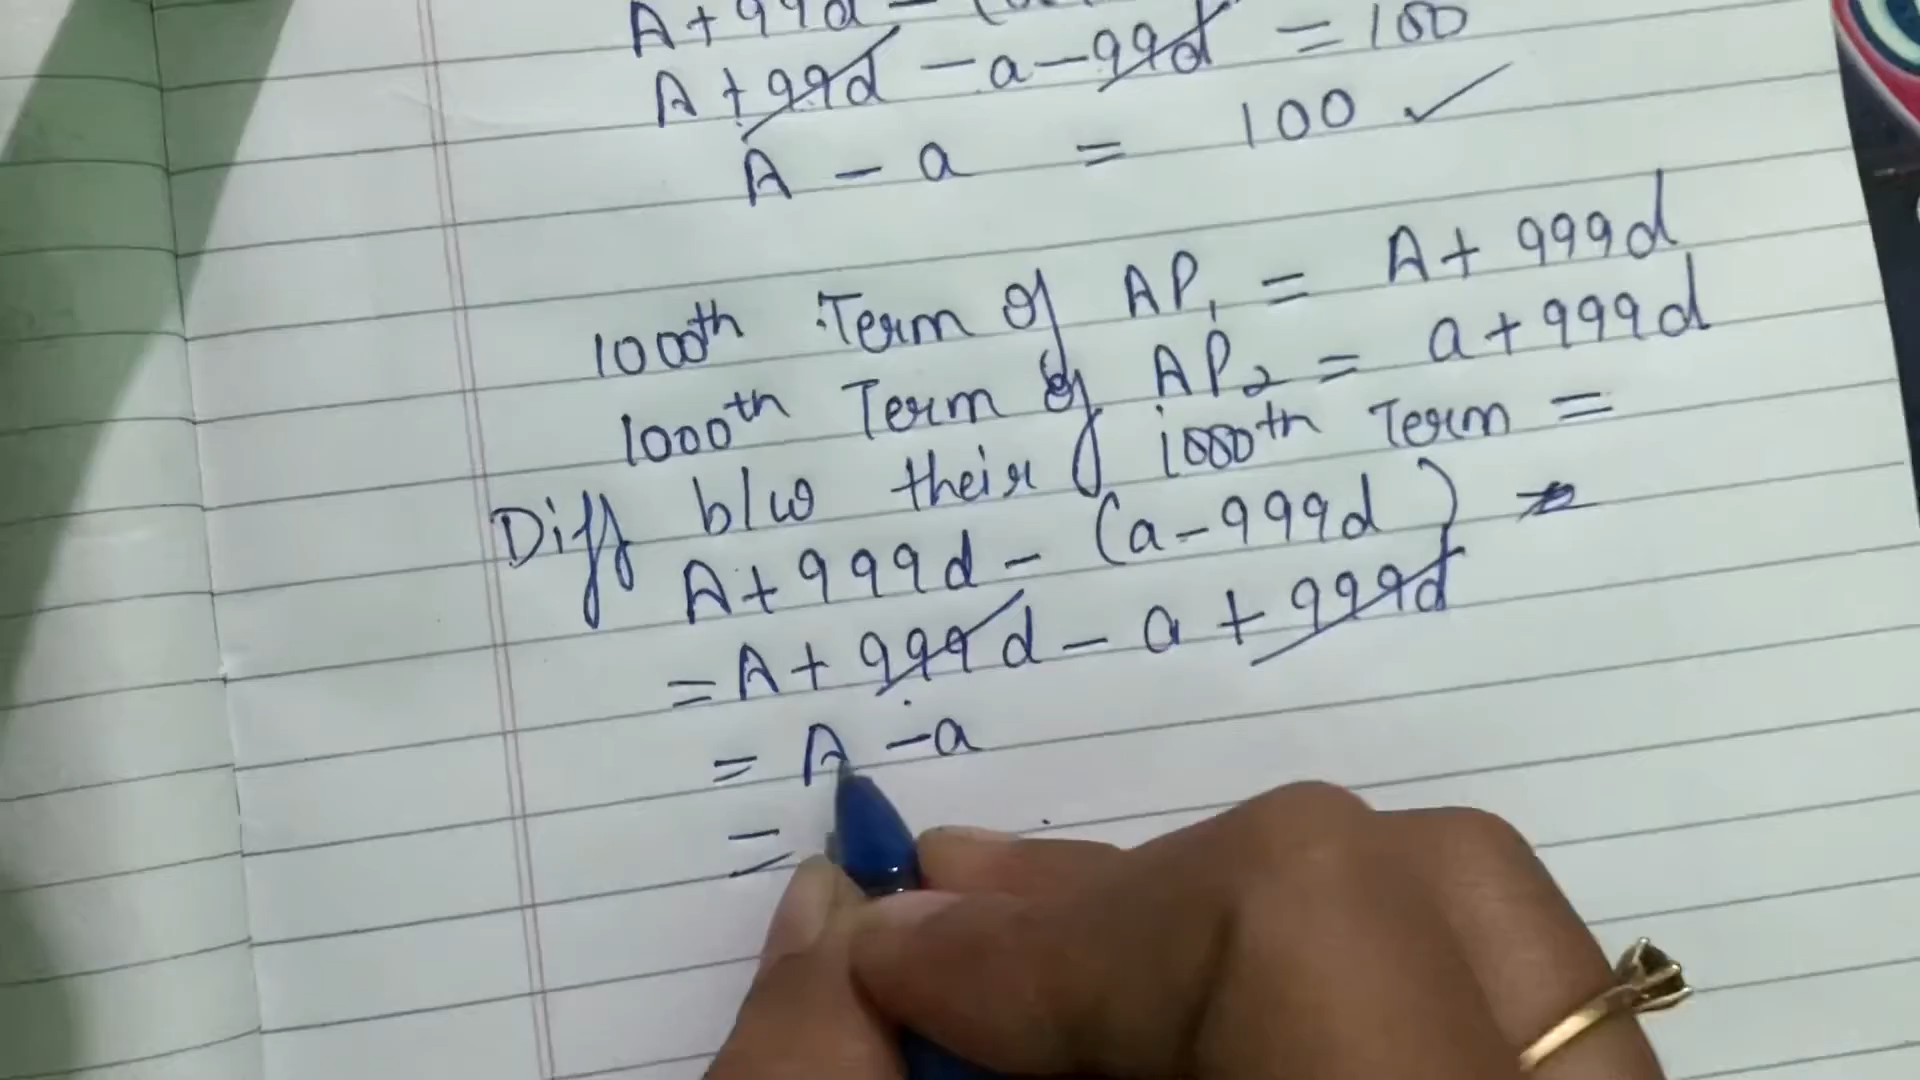 A + 99d - (
A + 99d - a - 99d = 100
A - a = 100 ✓
1000th Term of AP1 = A + 999d
1000th Term of AP2 = a + 999d
Diff b/w their 1000th Term =
A + 999d - (a - 999d)
= A + 999d - a + 999d
= A - a
=